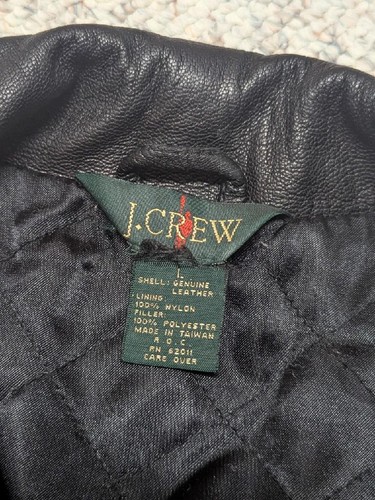 J.CREW
L
SHELL: GENUINE
LEATHER
LINING:
100% NYLON
FILLER:
100% POLYESTER
MADE IN TAIWAN
R.O.C.
RN 62011
CARE OVER